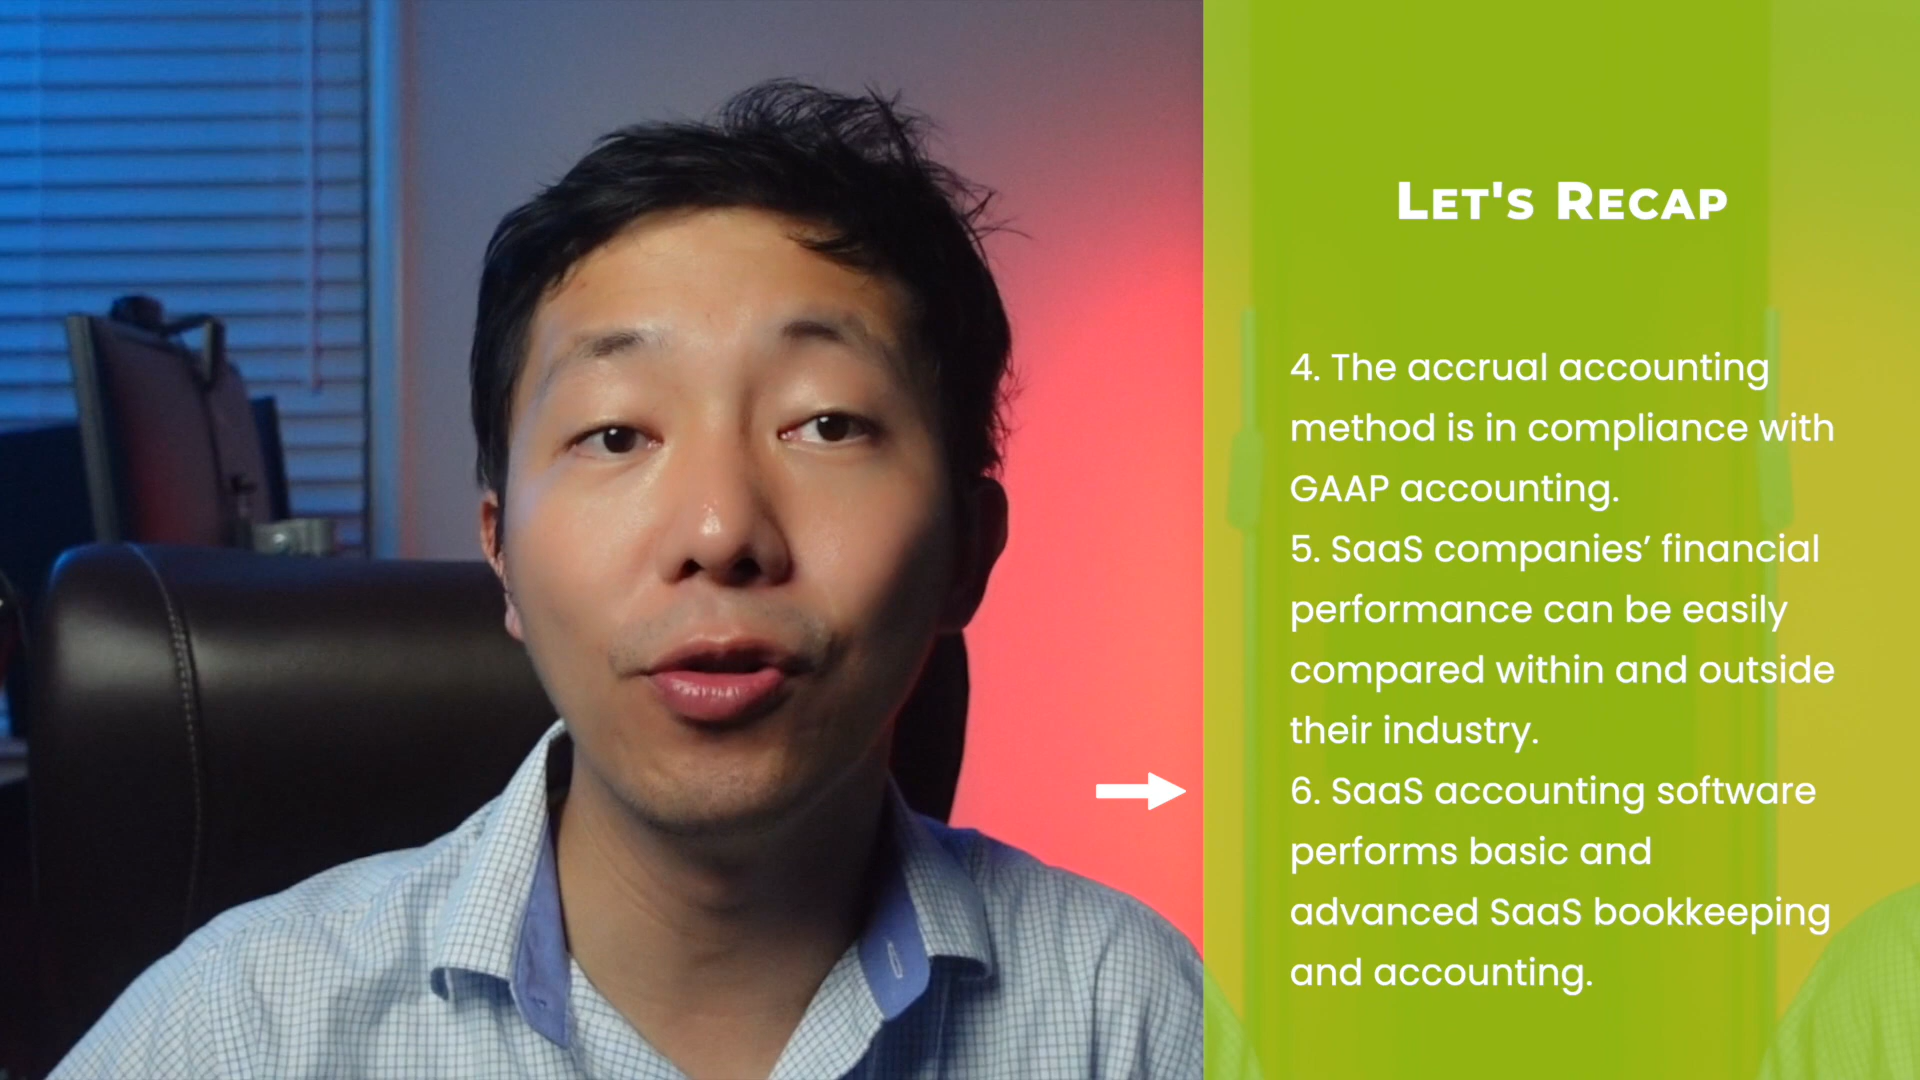 LET'S RECAP
4. The accrual accounting
method is in compliance with
GAAP accounting.
5. SaaS companies’ financial
performance can be easily
compared within and outside
their industry.
6. SaaS accounting software
performs basic and
advanced SaaS bookkeeping
and accounting.